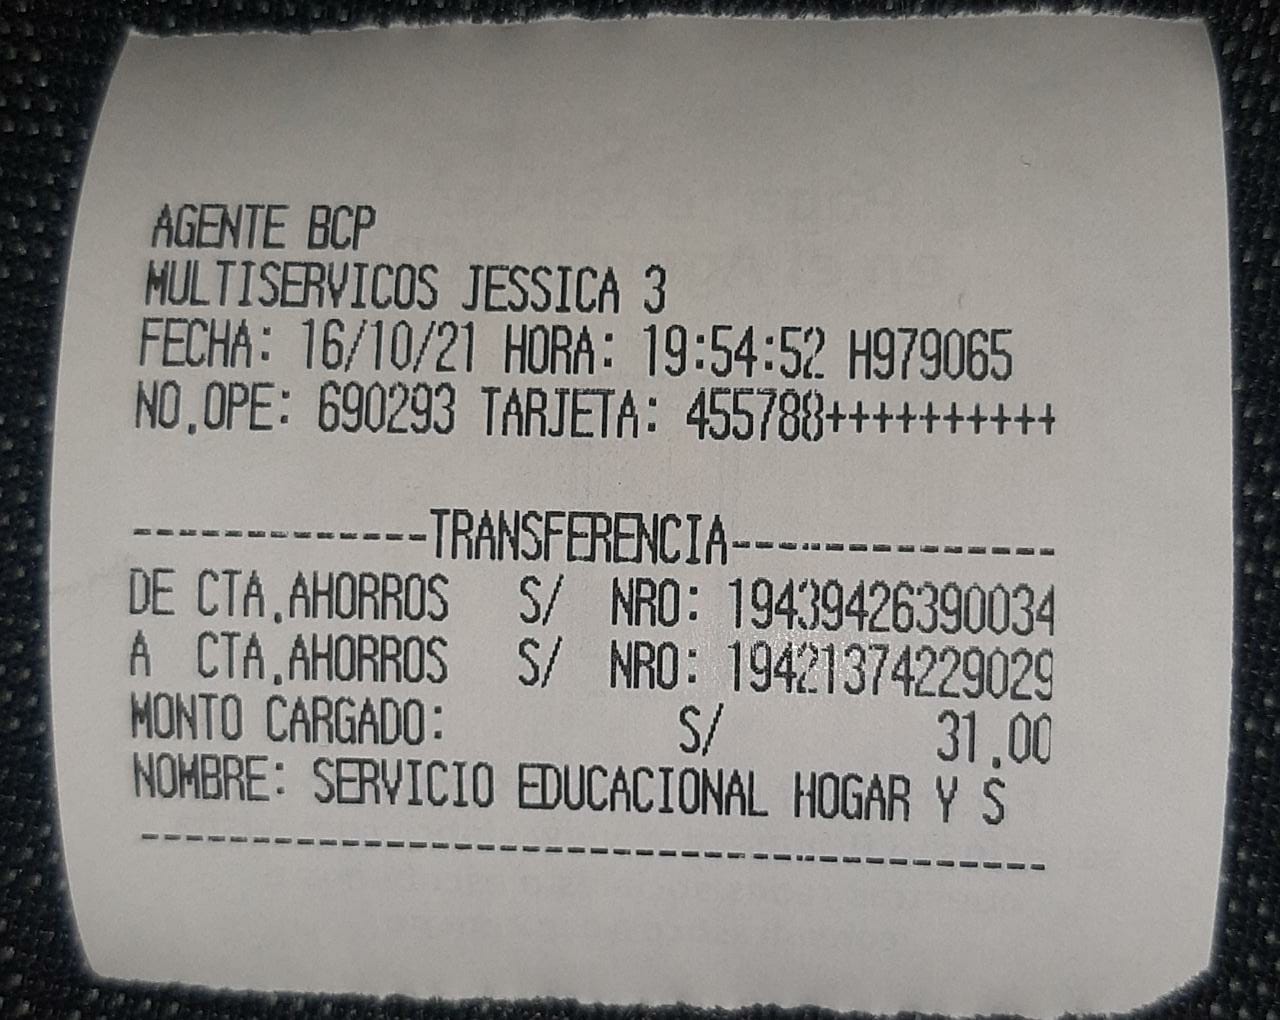 AGENTE BCP
MULTISERVICOS JESSICA 3
FECHA: 16/10/21 HORA: 19:54:52 H979065
NO.OPE: 690293 TARJETA: 455788++++++++++
-------------TRANSFERENCIA--------------
DE CTA.AHORROS S/ NRO: 19439426390034
A CTA.AHORROS S/ NRO: 19421374229029
MONTO CARGADO: S/ 31.00
NOMBRE: SERVICIO EDUCACIONAL HOGAR Y S
----------------------------------------